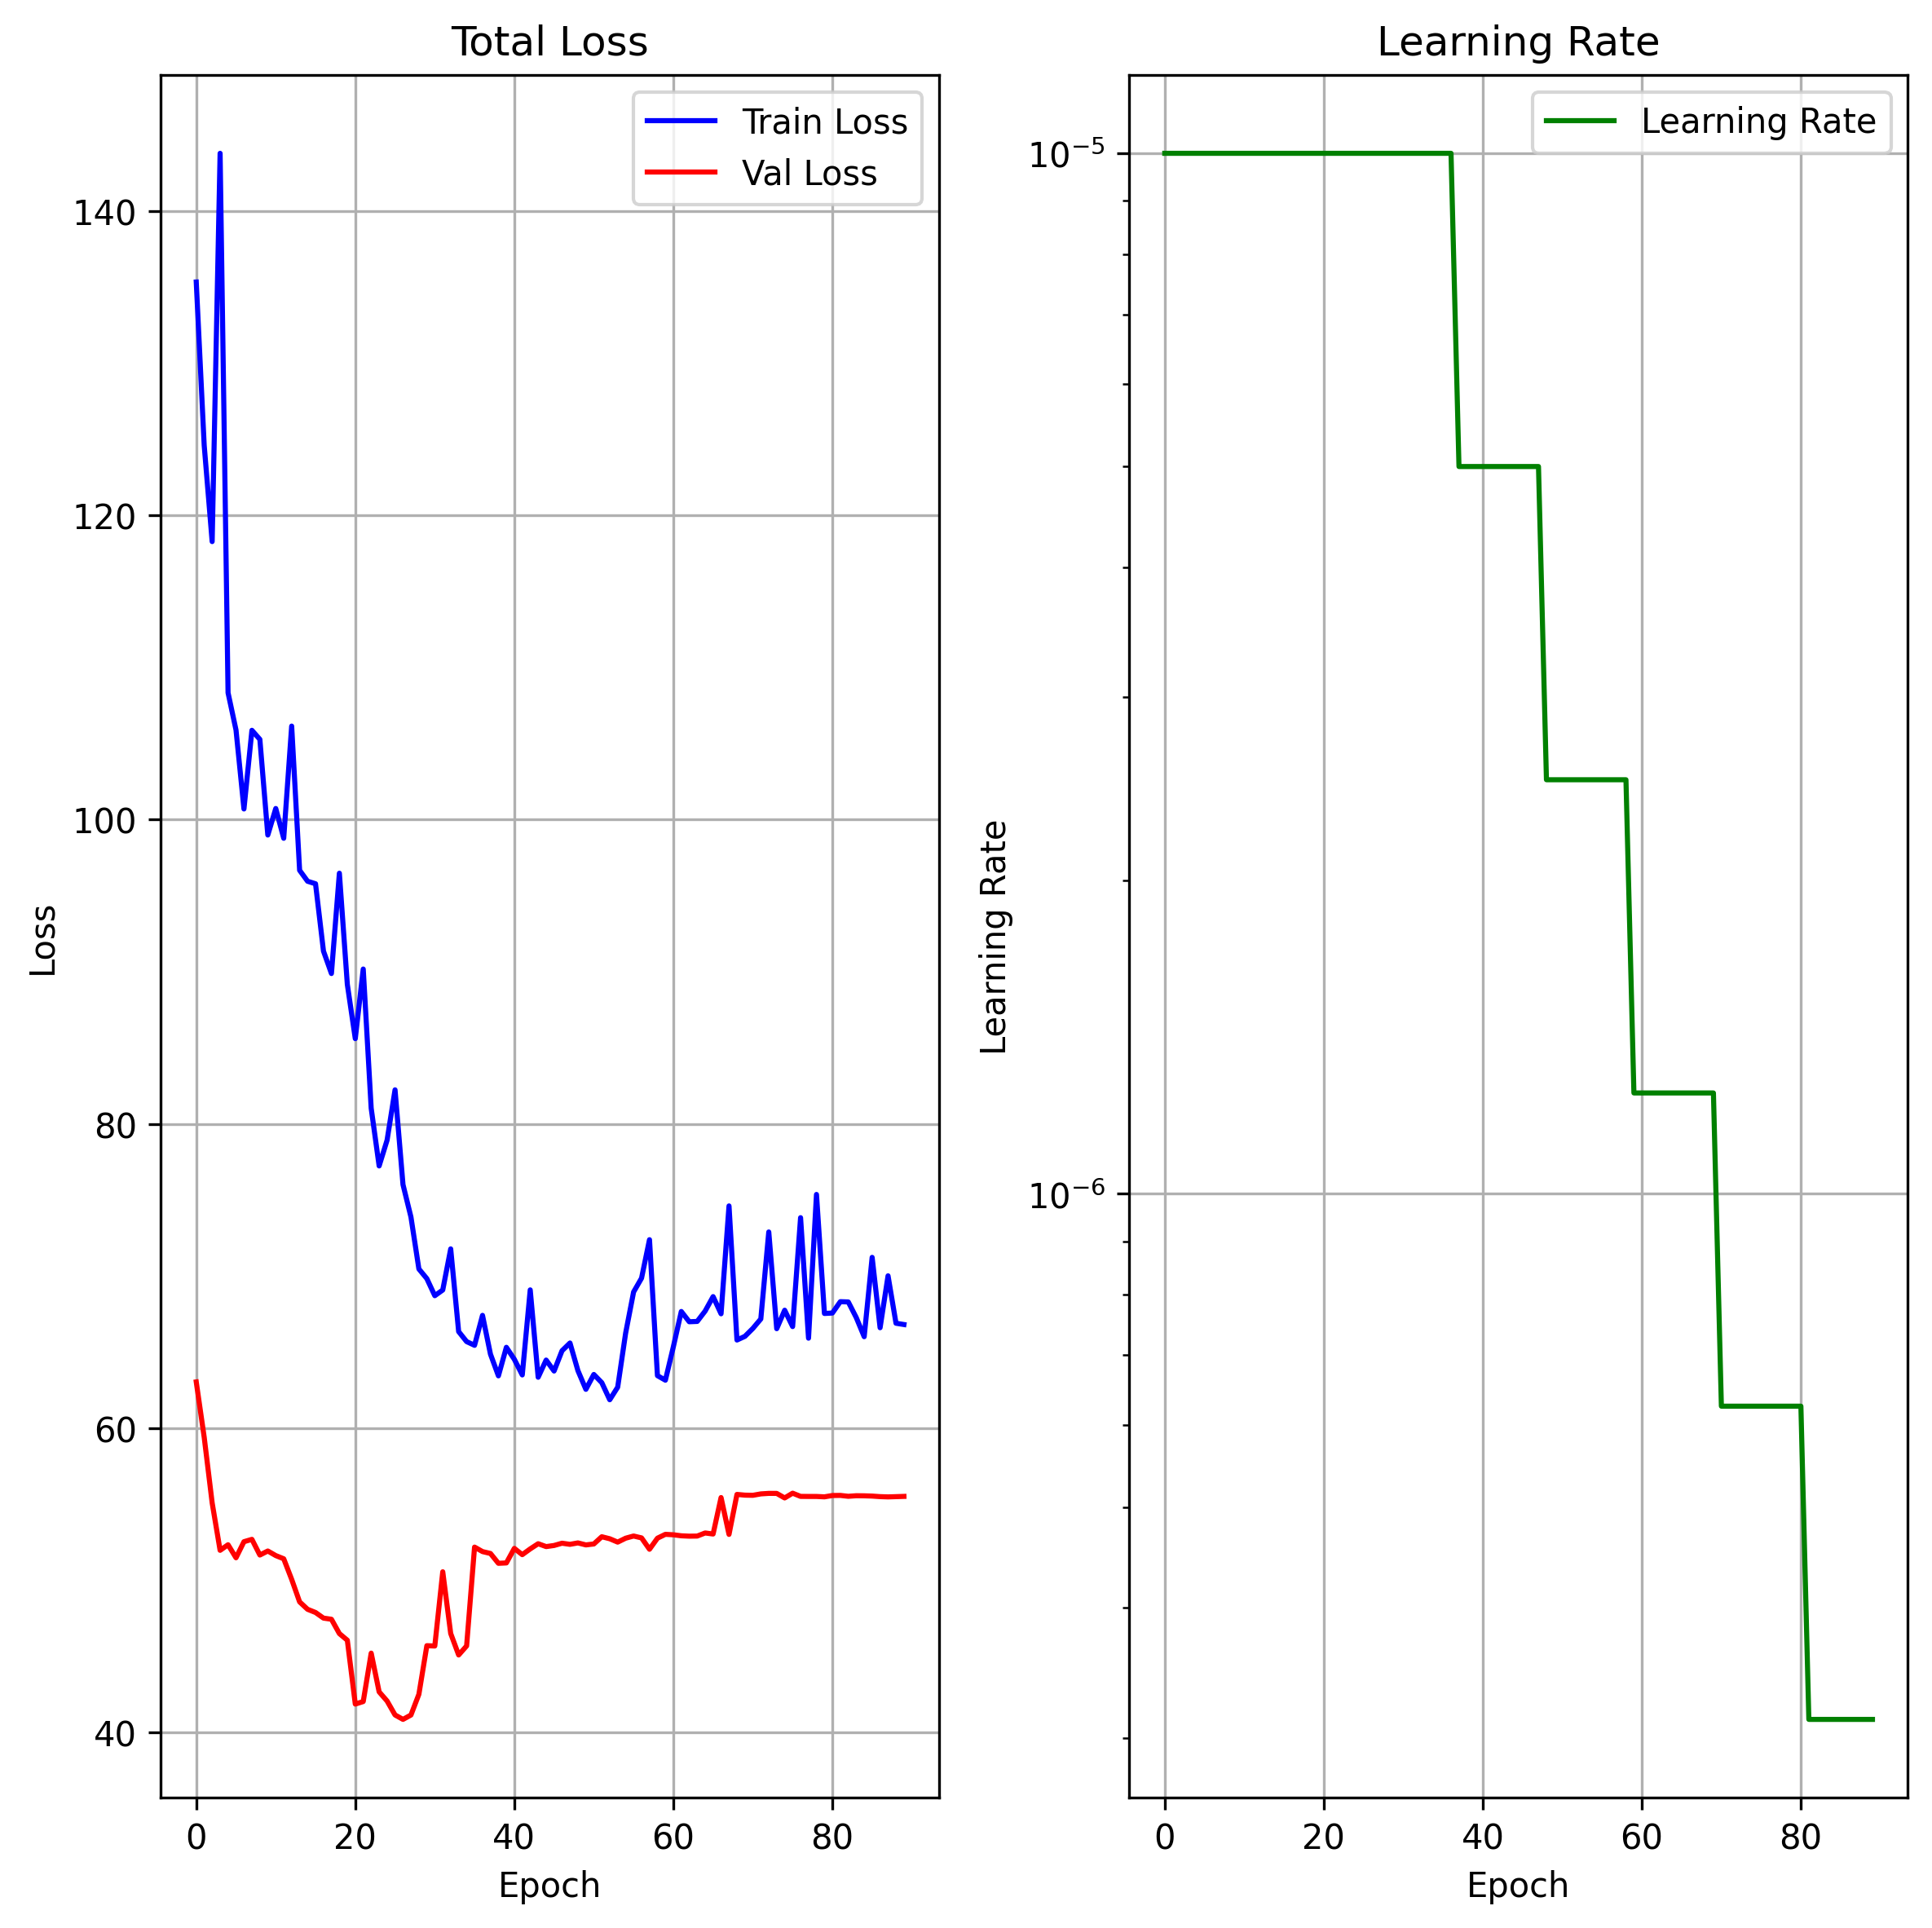 Total Loss
Train Loss
Val Loss
140
120
100
80
60
40
Loss
0 20 40 60 80
Epoch
Learning Rate
Learning Rate
10⁻⁵
10⁻⁶
Learning Rate
0 20 40 60 80
Epoch